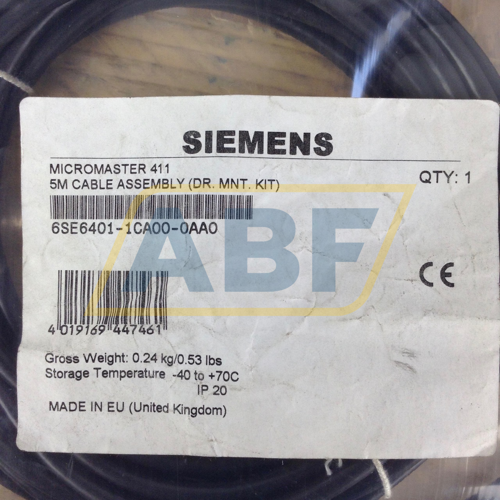 SIEMENS
MICROMASTER 411
5M CABLE ASSEMBLY (DR. MNT. KIT)
QTY: 1
6SE6401-1CA00-0AA0
ABF
CE
4 019169 447461
Gross Weight: 0.24 kg/0.53 lbs
Storage Temperature -40 to +70C
IP 20
MADE IN EU (United Kingdom)